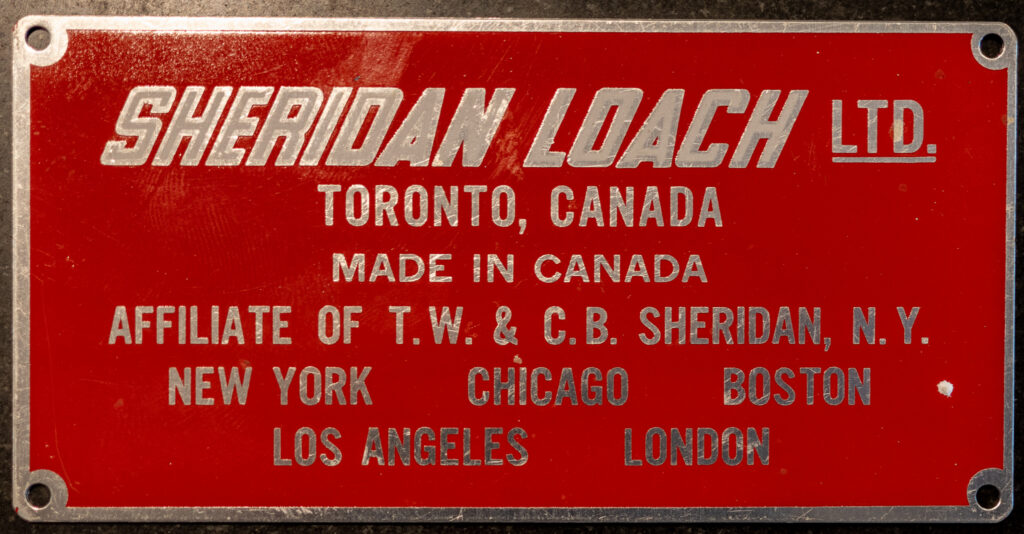 SHERIDAN LOACH LTD.
TORONTO, CANADA
MADE IN CANADA
AFFILIATE OF T.W. & C.B. SHERIDAN, N.Y.
NEW YORK CHICAGO BOSTON
LOS ANGELES LONDON